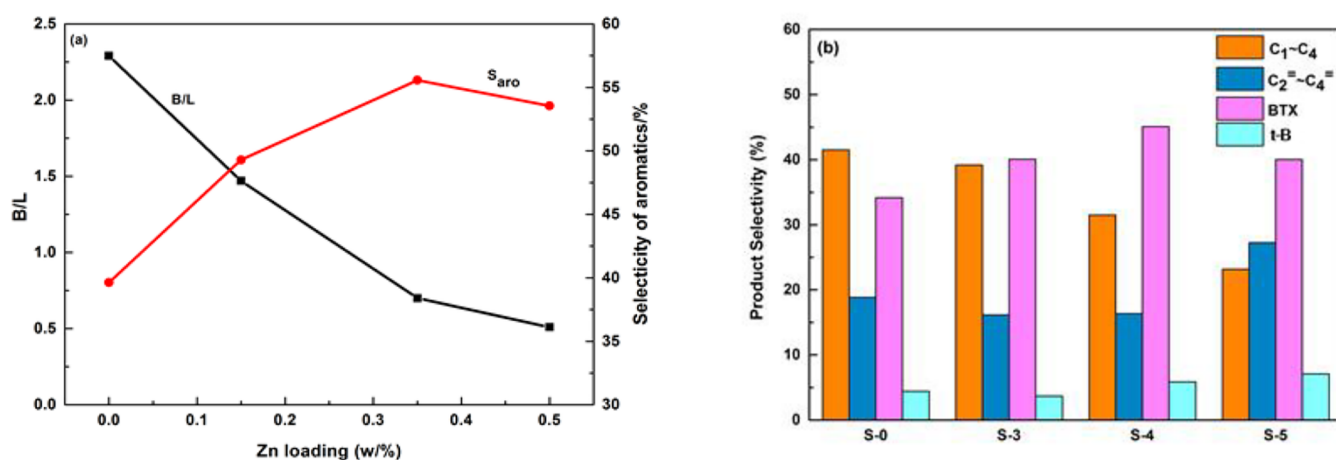 (a)
2.5
2.0
1.5
1.0
0.5
0.0
B/L
60
55
50
45
40
35
30
Selecticity of aromatics/%
B/L
S_aro
0.0 0.1 0.2 0.3 0.4 0.5
Zn loading (w/%)
(b)
60
50
40
30
20
10
0
Product Selectivity (%)
C₁~C₄
C₂⁼~C₄⁼
BTX
t-B
S-0 S-3 S-4 S-5